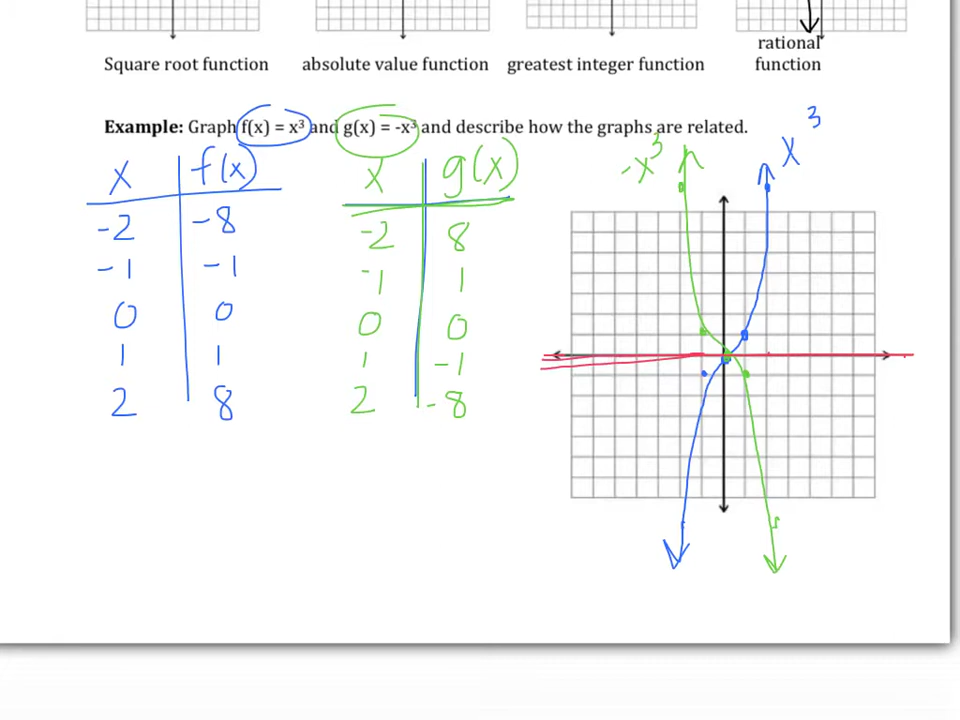 rational
Square root function absolute value function greatest integer function function
Example: Graph f(x) = x³ and g(x) = -x³ and describe how the graphs are related.
x f(x)
-2 -8
-1 -1
0 0
1 1
2 8
x g(x)
-2 8
-1 1
0 0
1 -1
2 -8
-x³ x³